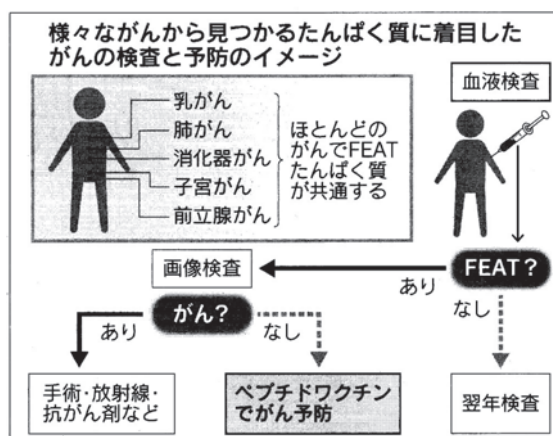 様々ながんから見つかるたんぱく質に着目した
がんの検査と予防のイメージ
乳がん
肺がん
消化器がん
子宮がん
前立腺がん
ほとんどの
がんでFEAT
たんぱく質
が共通する
血液検査
FEAT?
あり
なし
画像検査
がん?
あり
なし
手術・放射線・
抗がん剤など
ペプチドワクチン
でがん予防
翌年検査